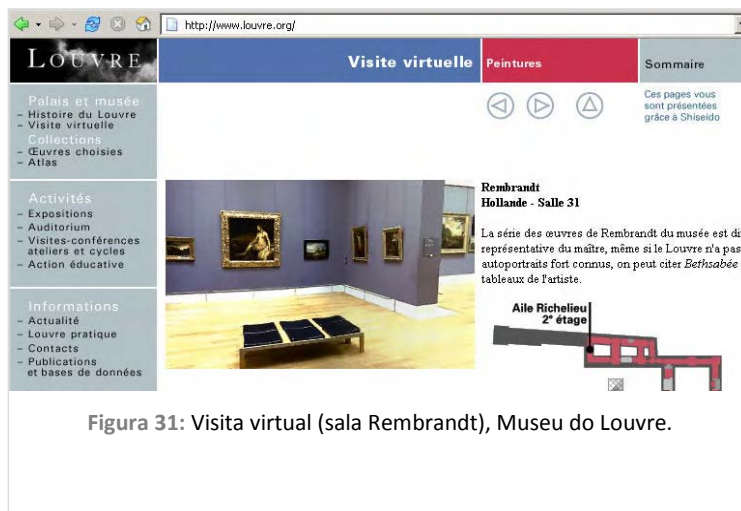 http://www.louvre.org/
LOUVRE
Visite virtuelle
Peintures
Sommaire
Palais et musée
– Histoire du Louvre
– Visite virtuelle
Collections
– Œuvres choisies
– Atlas
Ces pages vous
sont présentées
grâce à Shiseido
Activités
– Expositions
– Auditorium
– Visites-conférences
ateliers et cycles
– Action éducative
Rembrandt
Hollande - Salle 31
La série des œuvres de Rembrandt du musée est
représentative du maître, même si le Louvre n'a pas
autoportraits fort connus, on peut citer Bethsabée
tableaux de l'artiste.
Informations
– Actualité
– Louvre pratique
– Contacts
– Publications
et bases de données
Aile Richelieu
2e étage
Figura 31: Visita virtual (sala Rembrandt), Museu do Louvre.